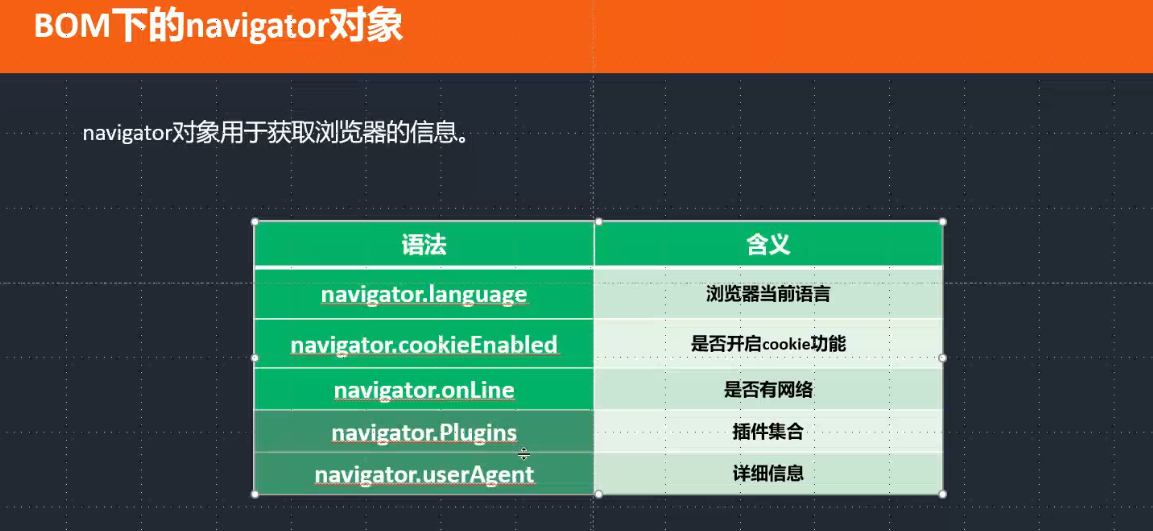 BOM下的navigator对象
navigator对象用于获取浏览器的信息。
语法 含义
navigator.language 浏览器当前语言
navigator.cookieEnabled 是否开启cookie功能
navigator.onLine 是否有网络
navigator.Plugins 插件集合
navigator.userAgent 详细信息